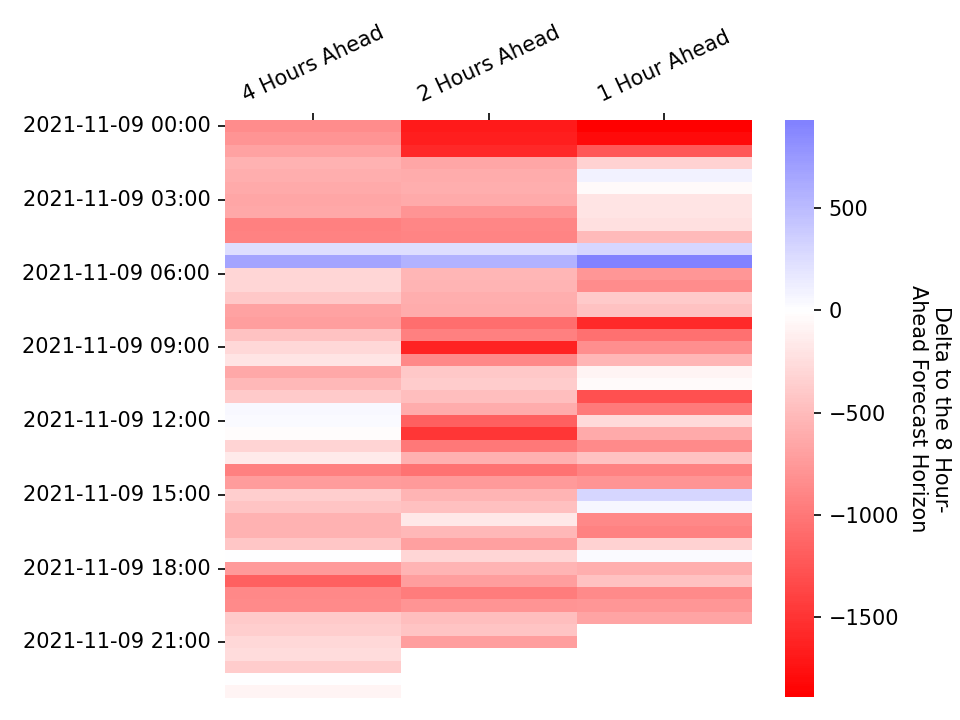 4 Hours Ahead
2 Hours Ahead
1 Hour Ahead
2021-11-09 00:00
2021-11-09 03:00
2021-11-09 06:00
2021-11-09 09:00
2021-11-09 12:00
2021-11-09 15:00
2021-11-09 18:00
2021-11-09 21:00
500
0
−500
−1000
−1500
Delta to the 8 Hour-
Ahead Forecast Horizon